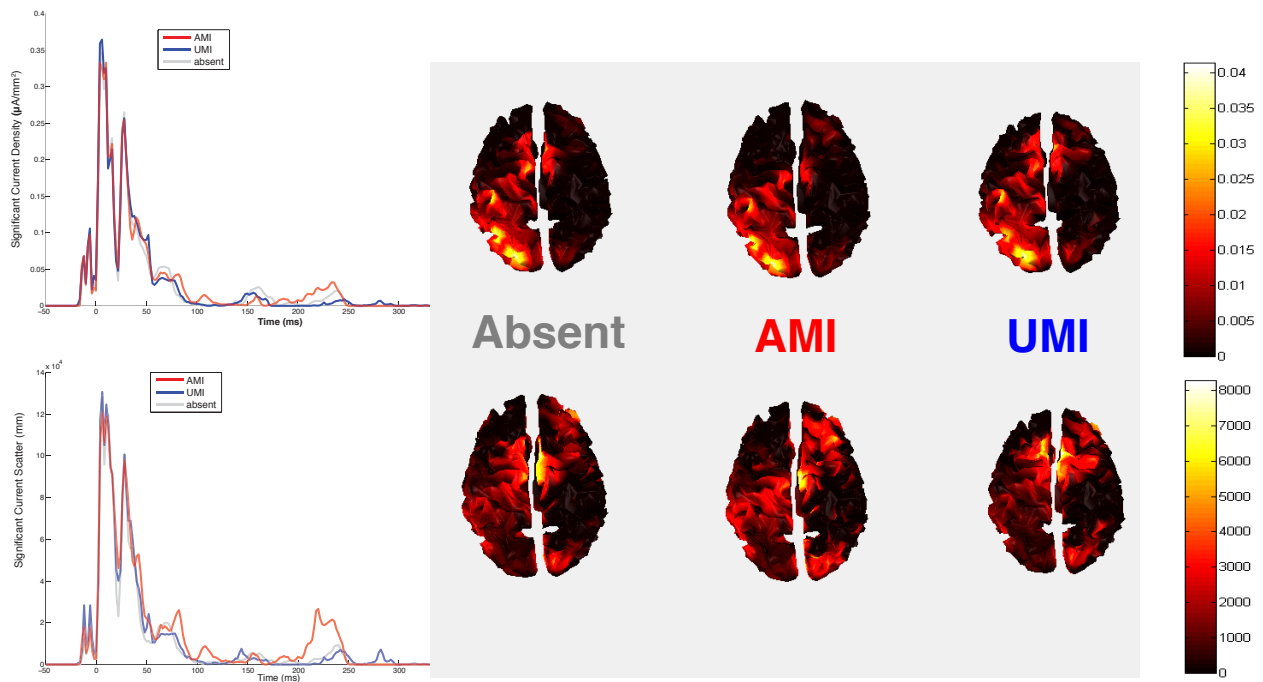 0.4
0.35
0.3
0.25
0.2
0.15
0.1
0.05
0
Significant Current Density (µA/mm²)
AMI
UMI
absent
-50 0 50 100 150 200 250 300
Time (ms)
x 10⁴
14
12
10
8
6
4
2
0
Significant Current Scatter (mm)
AMI
UMI
absent
-50 0 50 100 150 200 250 300
Time (ms)
Absent AMI UMI
0.04
0.035
0.03
0.025
0.02
0.015
0.01
0.005
0
8000
7000
6000
5000
4000
3000
2000
1000
0